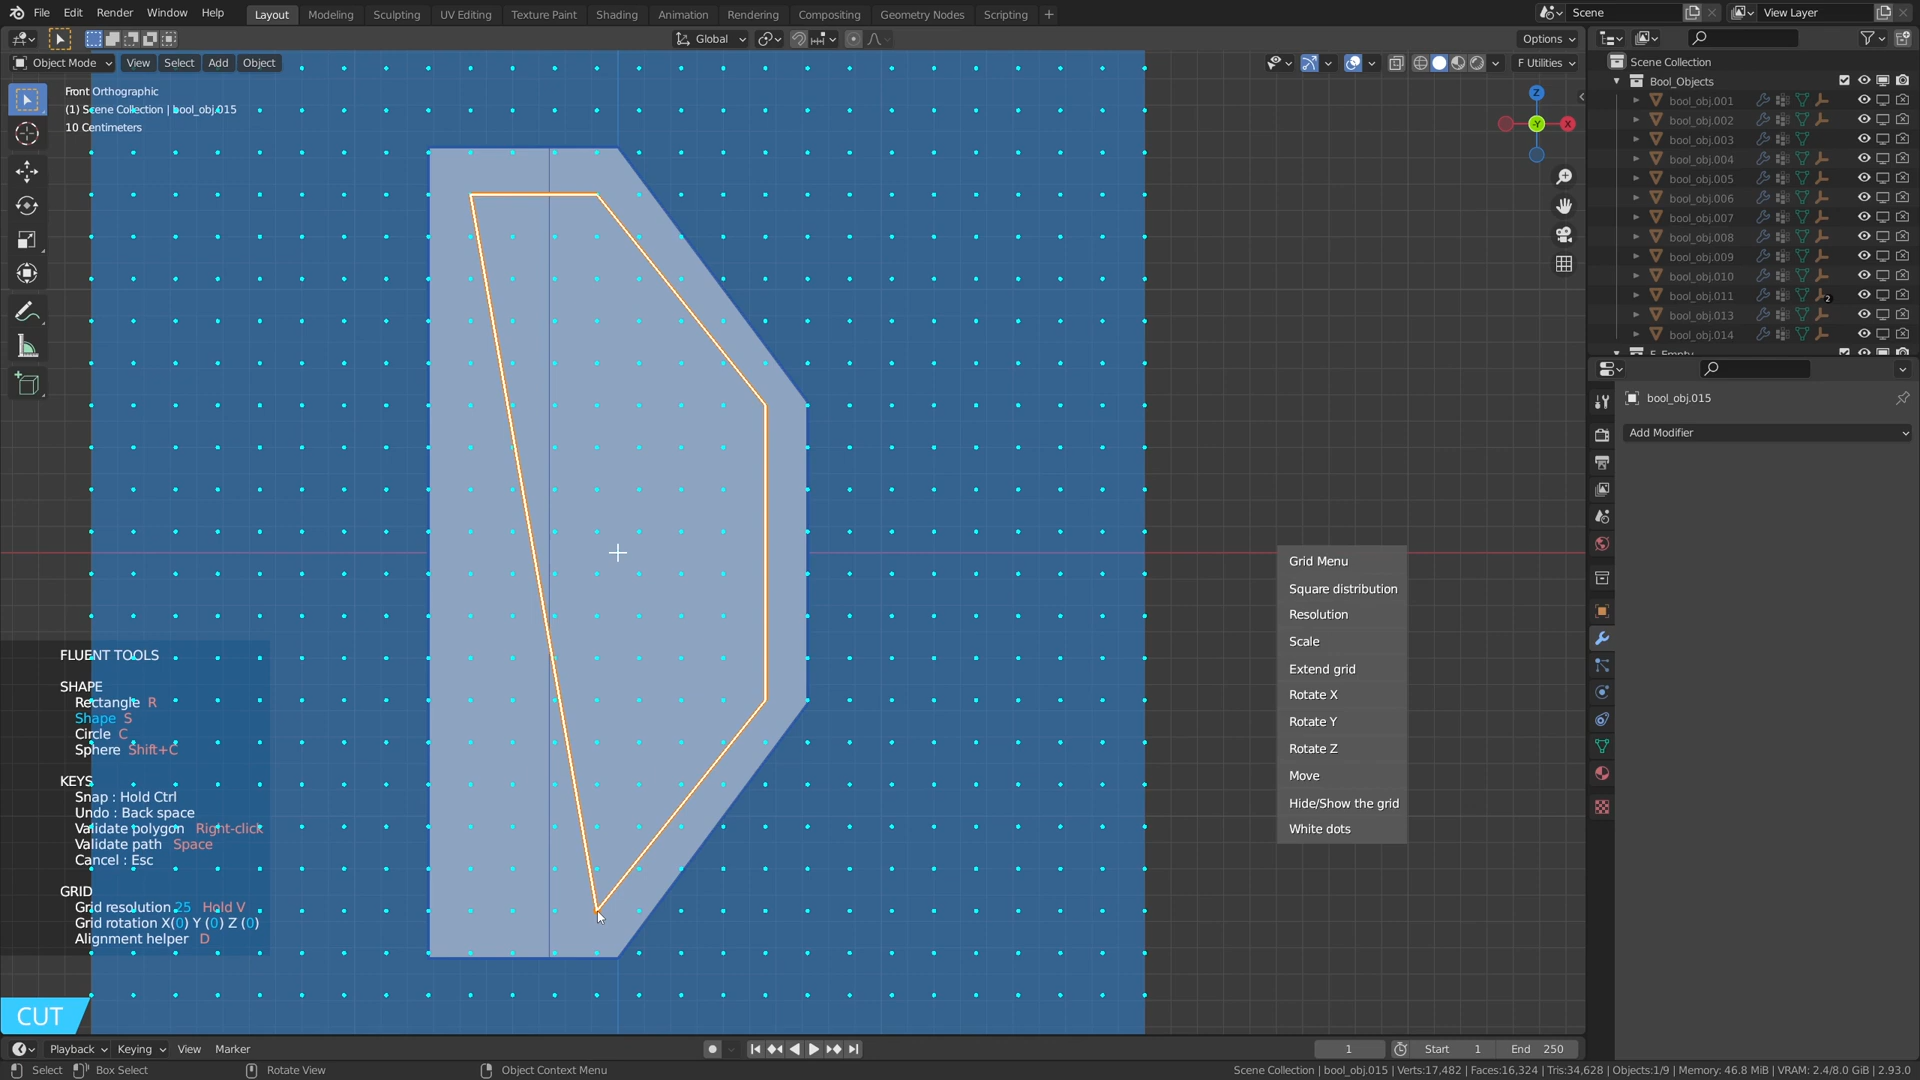 File Edit Render Window Help Layout Modeling Sculpting UV Editing Texture Paint Shading Animation Rendering Compositing Geometry Nodes Scripting + Scene View Layer
Global Options
Object Mode View Select Add Object F Utilities
Front Orthographic
(1) Scene Collection | bool_obj.015
10 Centimeters
Z
-Y
X
Scene Collection
Bool_Objects
bool_obj.001
bool_obj.002
bool_obj.003
bool_obj.004
bool_obj.005
bool_obj.006
bool_obj.007
bool_obj.008
bool_obj.009
bool_obj.010
bool_obj.011 2
bool_obj.013
bool_obj.014
F_Empty
bool_obj.015
Add Modifier
Grid Menu
Square distribution
Resolution
Scale
Extend grid
Rotate X
Rotate Y
Rotate Z
Move
Hide/Show the grid
White dots
FLUENT TOOLS
SHAPE
Rectangle R
Shape S
Circle C
Sphere Shift+C
KEYS
Snap : Hold Ctrl
Undo : Back space
Validate polygon Right-click
Validate path Space
Cancel : Esc
GRID
Grid resolution 25 Hold V
Grid rotation X(0) Y (0) Z (0)
Alignment helper D
CUT
Playback Keying View Marker 1 Start 1 End 250
Select Box Select Rotate View Object Context Menu Scene Collection | bool_obj.015 | Verts:17,482 | Faces:16,324 | Tris:34,628 | Objects:1/9 | Memory: 46.8 MiB | VRAM: 2.4/8.0 GiB | 2.93.0